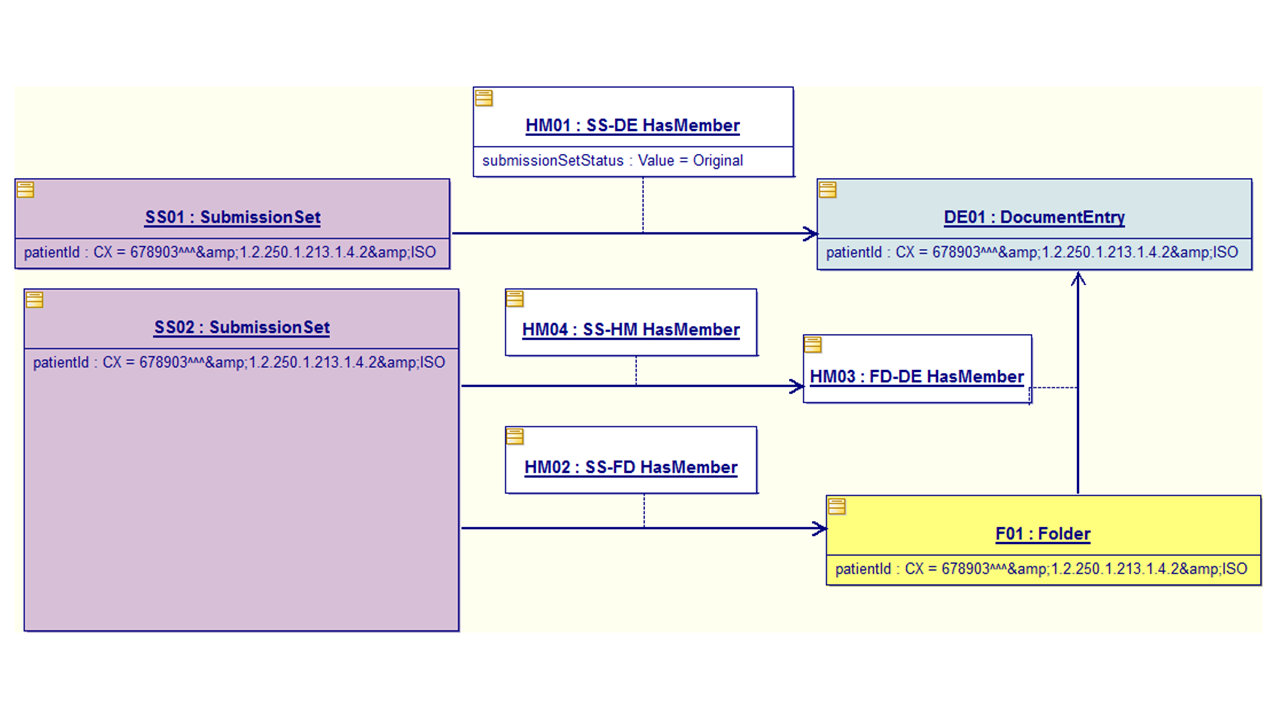 HM01 : SS-DE HasMember
submissionSetStatus : Value = Original
SS01 : SubmissionSet
patientId : CX = 678903^^^&amp;1.2.250.1.213.1.4.2&amp;ISO
DE01 : DocumentEntry
patientId : CX = 678903^^^&amp;1.2.250.1.213.1.4.2&amp;ISO
SS02 : SubmissionSet
patientId : CX = 678903^^^&amp;1.2.250.1.213.1.4.2&amp;ISO
HM04 : SS-HM HasMember
HM03 : FD-DE HasMember
HM02 : SS-FD HasMember
F01 : Folder
patientId : CX = 678903^^^&amp;1.2.250.1.213.1.4.2&amp;ISO